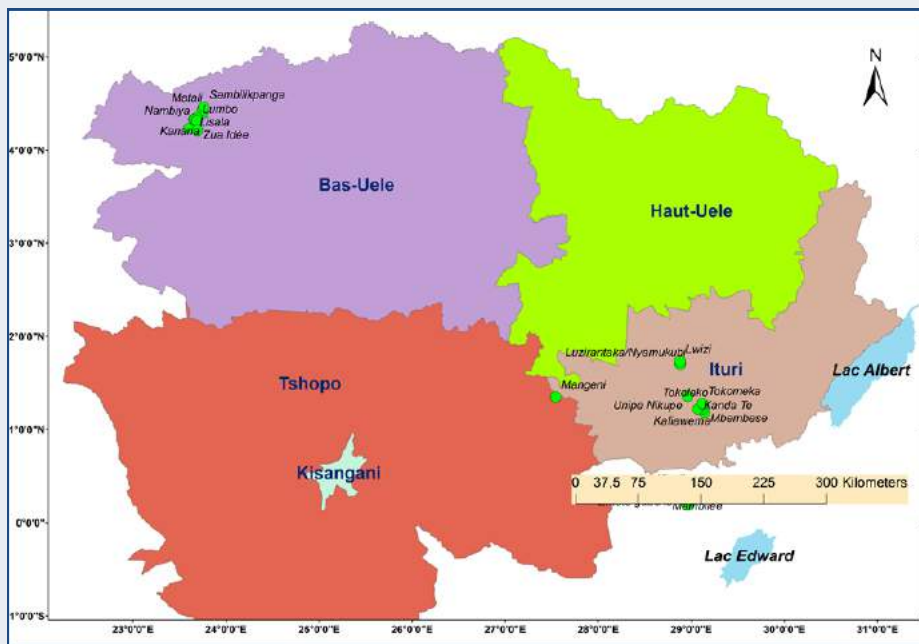 N
5°0'0"N
4°0'0"N
3°0'0"N
2°0'0"N
1°0'0"N
0°0'0"
1°0'0"S
Motali
Sambilikpanga
Nambiya
Lumbo
Lisala
Kanana
Zua Idée
Bas-Uele
Haut-Uele
Luzirantaka/Nyamukubi
Lwizi
Ituri
Lac Albert
Mangeni
Tokoleko
Tokomeka
Unipa Nikupe
Kanda Te
Kaliawema
Mbembese
Tshopo
Kisangani
0 37.5 75 150 225 300 Kilometers
Lac Edward
23°0'0"E 24°0'0"E 25°0'0"E 26°0'0"E 27°0'0"E 28°0'0"E 29°0'0"E 30°0'0"E 31°0'0"E